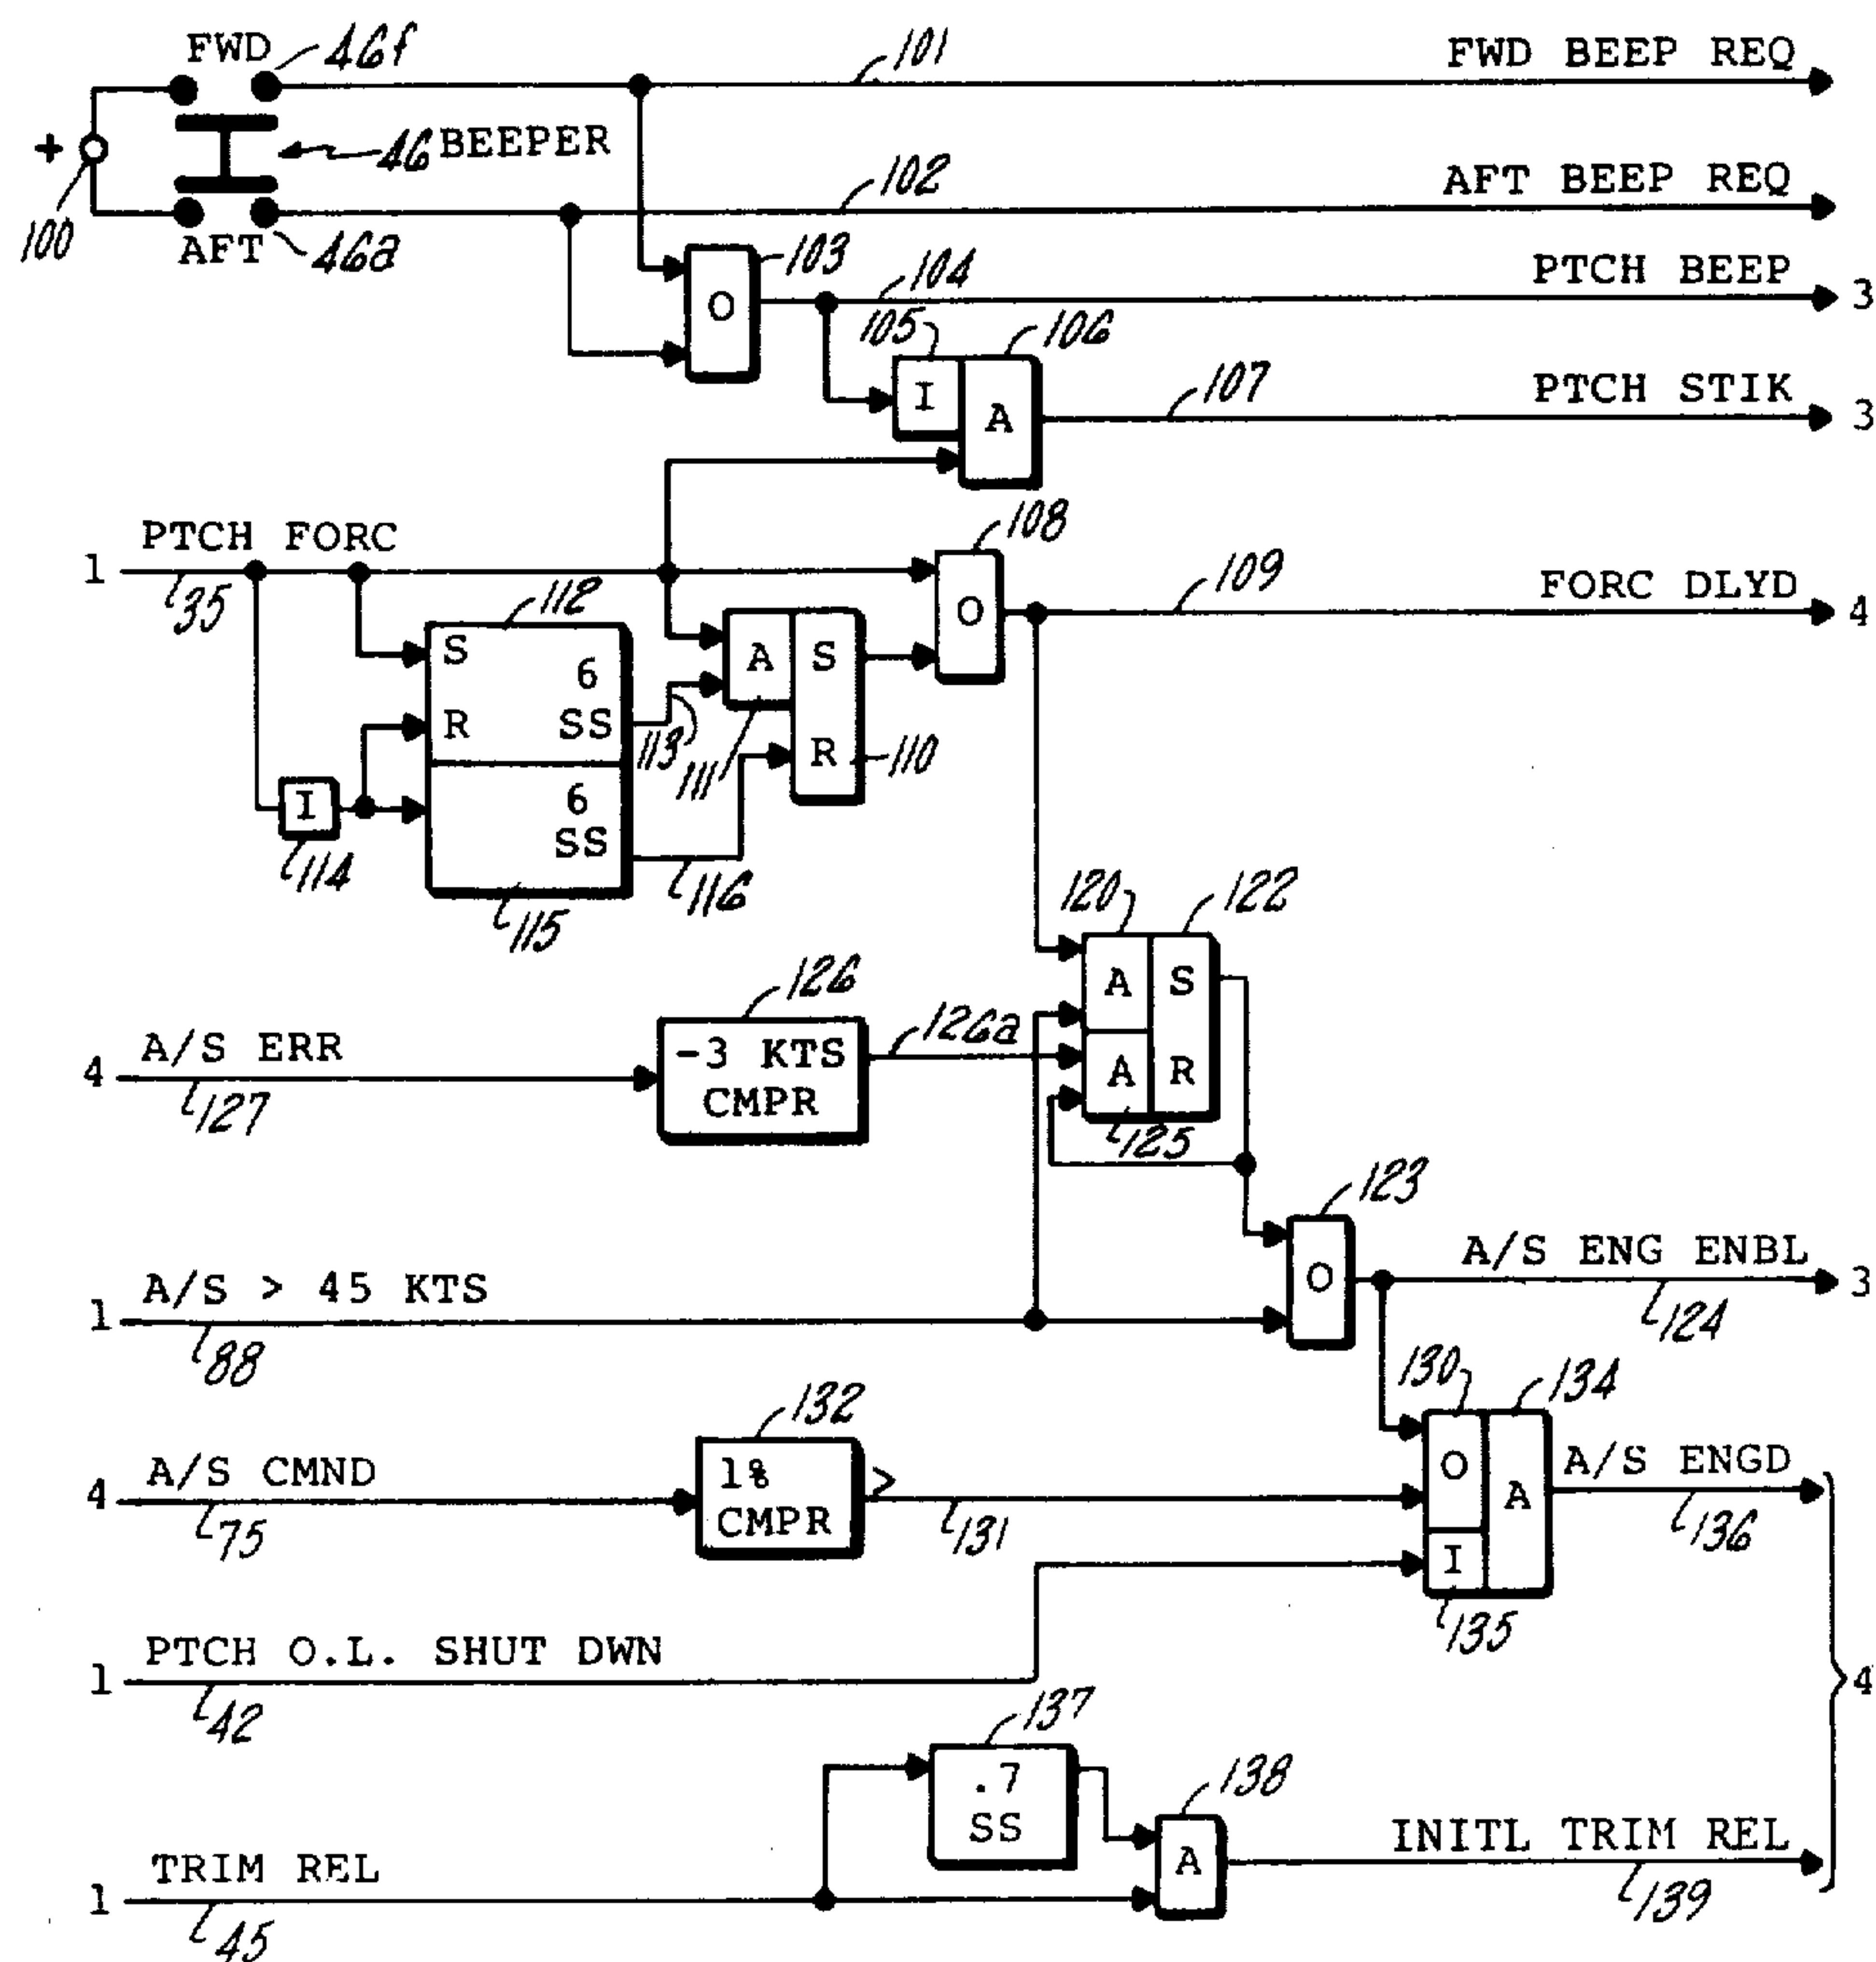 FWD 46f 101 FWD BEEP REQ
+ 46 BEEPER
100 AFT 46a 102 AFT BEEP REQ
103
O 104 PTCH BEEP 3
105 106
I A 107 PTCH STIK 3
PTCH FORC 108
1 35 O 109 FORC DLYD 4
112
S 6 SS 113 A S
R 111 R 110
I 6 SS
114 115 116
120 122
A S
126 126a
A/S ERR -3 KTS CMPR A R
4 127 125
123
A/S > 45 KTS O A/S ENG ENBL 3
1 88 124
132 130 134
A/S CMND 1% CMPR > O A A/S ENGD
4 75 131 136
I
135
PTCH O.L. SHUT DWN
1 42 4
137
.7 SS 138
TRIM REL A INITL TRIM REL
1 45 139